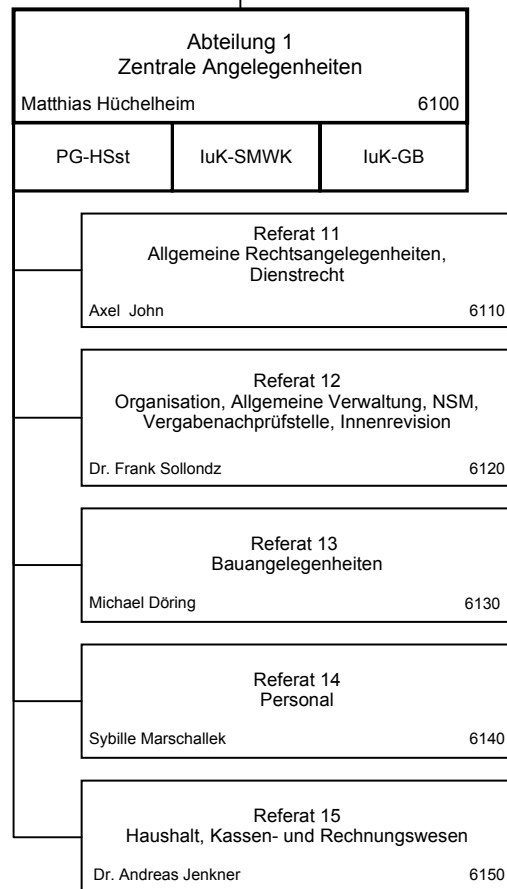 Abteilung 1
Zentrale Angelegenheiten
Matthias Hüchelheim 6100
PG-HSst IuK-SMWK IuK-GB
Referat 11
Allgemeine Rechtsangelegenheiten,
Dienstrecht
Axel John 6110
Referat 12
Organisation, Allgemeine Verwaltung, NSM,
Vergabenachprüfstelle, Innenrevision
Dr. Frank Sollondz 6120
Referat 13
Bauangelegenheiten
Michael Döring 6130
Referat 14
Personal
Sybille Marschallek 6140
Referat 15
Haushalt, Kassen- und Rechnungswesen
Dr. Andreas Jenkner 6150